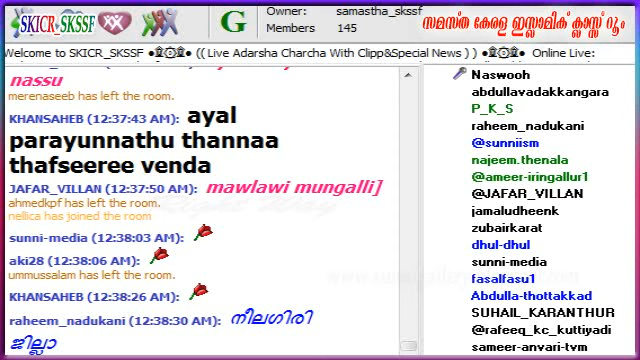 SKICR_SKSSF
G
Owner: samastha_skssf
Members 145
സമസ്ത കേരള ഇസ്ലാമിക് ക്ലാസ്സ് റൂം
Welcome to SKICR_SKSSF ●۩۞۩● (( Live Adarsha Charcha With Clipp&Special News ) ) ●۩۞۩● Online Live:
nassu
merenaseeb has left the room.
KHANSAHEB (12:37:43 AM): ayal
parayunnathu thannaa
thafseeree venda
JAFAR_VILLAN (12:37:50 AM): mawlawi mungalli]
ahmedkpf has left the room.
nellica has joined the room
sunni-media (12:38:03 AM):
aki28 (12:38:06 AM):
ummussalam has left the room.
KHANSAHEB (12:38:26 AM):
raheem_nadukani (12:38:30 AM): നീലഗിരി
ജില്ലാ
Naswooh
abdullavadakkangara
P_K_S
raheem_nadukani
@sunniism
najeem.thenala
@ameer-iringallur1
@JAFAR_VILLAN
jamaludheenk
zubairkarat
dhul-dhul
sunni-media
fasalfasu1
Abdulla-thottakkad
SUHAIL_KARANTHUR
@rafeeq_kc_kuttiyadi
sameer-anvari-tvm